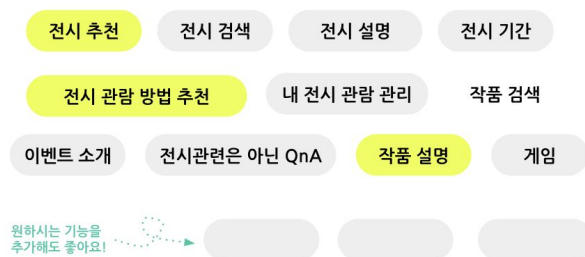 전시 추천 전시 검색 전시 설명 전시 기간
전시 관람 방법 추천 내 전시 관람 관리 작품 검색
이벤트 소개 전시관련은 아닌 QnA 작품 설명 게임
원하시는 기능을
추가해도 좋아요!